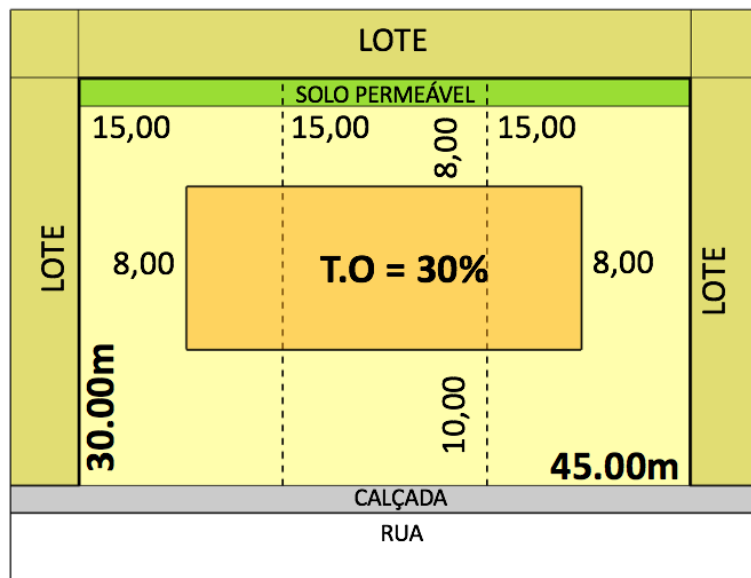 LOTE
SOLO PERMEÁVEL
15,00
15,00
8,00
15,00
LOTE
8,00
T.O = 30%
8,00
LOTE
30.00m
10,00
45.00m
CALÇADA
RUA